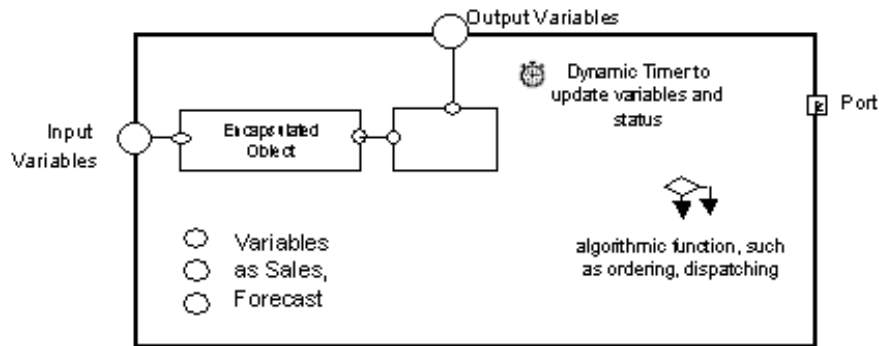 Output Variables
Dynamic Timer to
update variables and
status
Port
Input
Variables
Encapsulated
Object
Variables
as Sales,
Forecast
algorithmic function, such
as ordering, dispatching